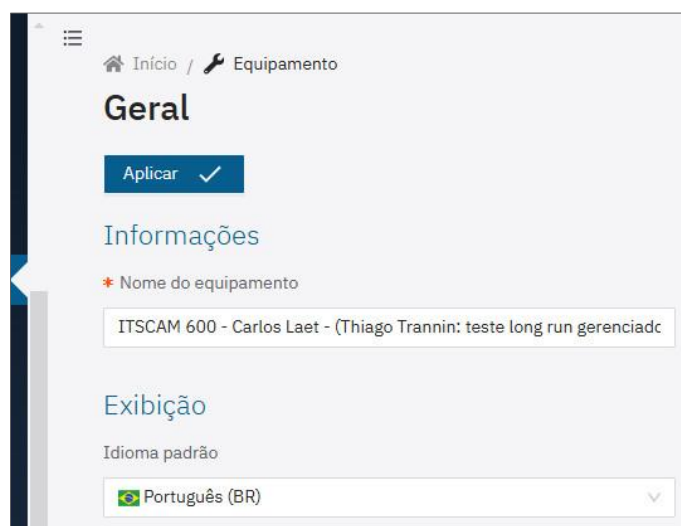 Início / Equipamento
Geral
Aplicar
Informações
* Nome do equipamento
ITSCAM 600 - Carlos Laet - (Thiago Trannin: teste long run gerenciadc
Exibição
Idioma padrão
Português (BR)